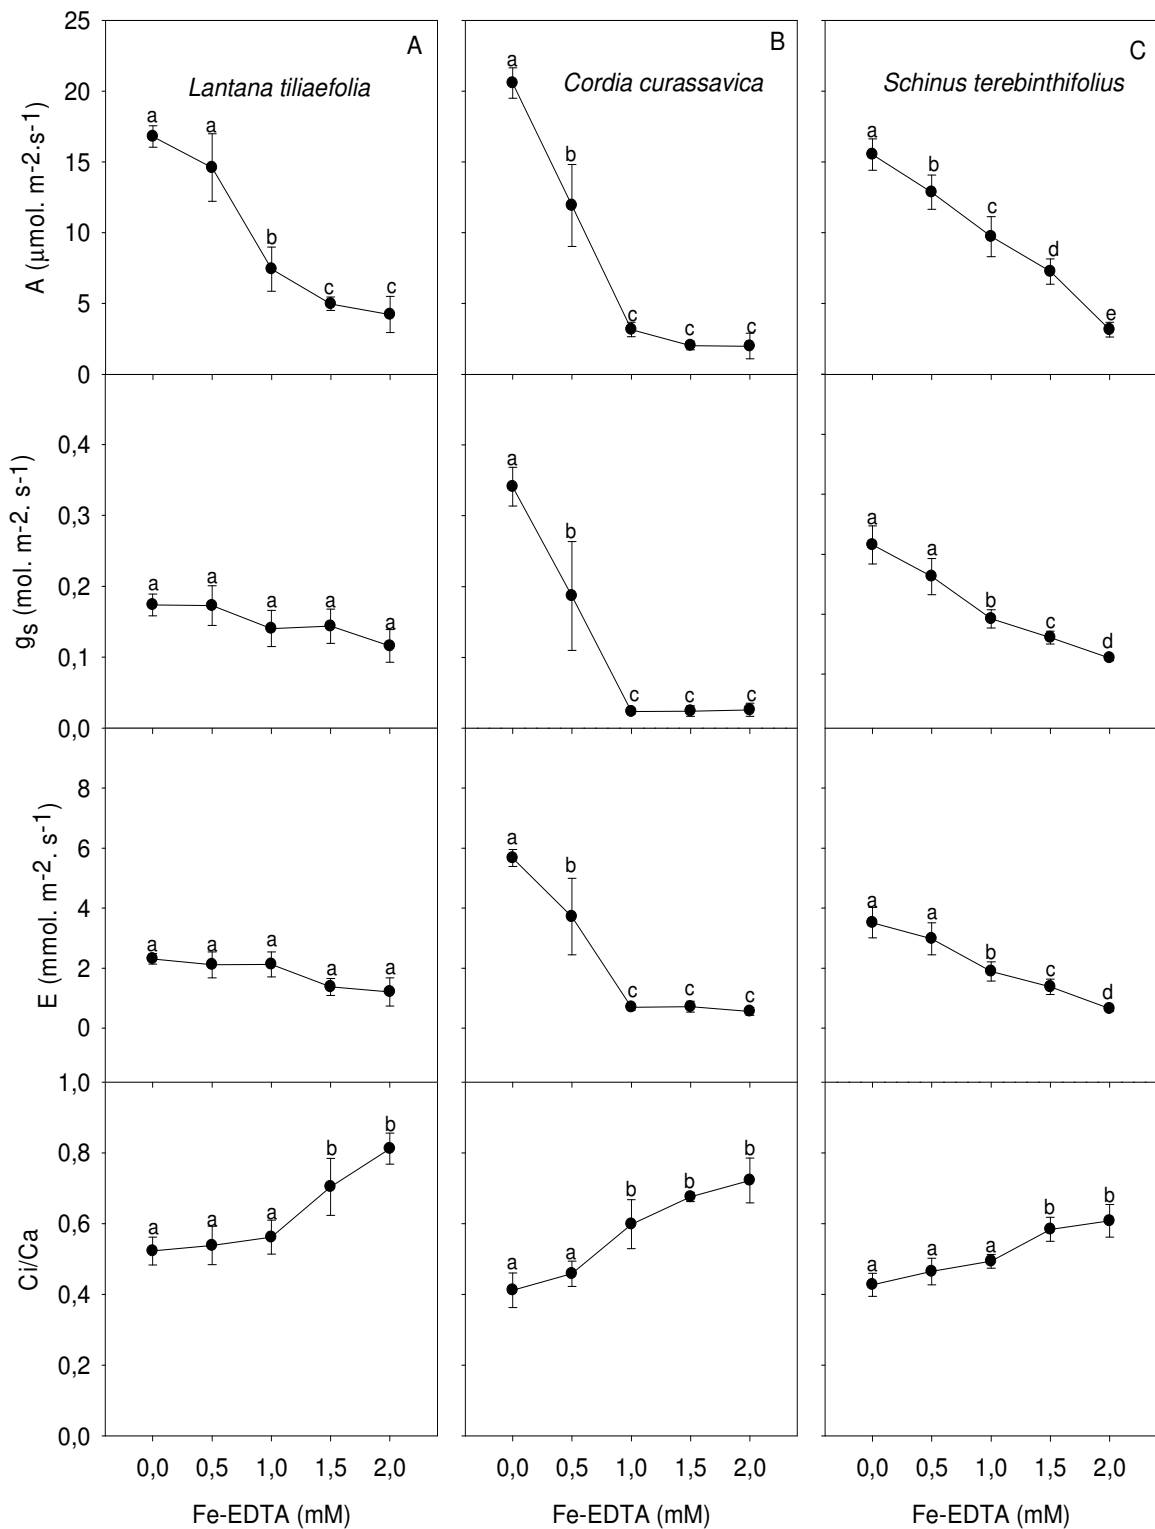 A
B
C
Lantana tiliaefolia
Cordia curassavica
Schinus terebinthifolius
25
20
15
10
5
0
A (µmol. m-2.s-1)
a
a
b
c
c
a
b
c
c
c
a
b
c
d
e
0,4
0,3
0,2
0,1
0,0
gs (mol. m-2. s-1)
a
a
a
a
a
a
b
c
c
c
a
a
b
c
d
8
6
4
2
0
E (mmol. m-2. s-1)
a
a
a
a
a
a
b
c
c
c
a
a
b
c
d
1,0
0,8
0,6
0,4
0,2
0,0
Ci/Ca
a
a
a
b
b
a
a
b
b
b
a
a
a
b
b
0,0 0,5 1,0 1,5 2,0
0,0 0,5 1,0 1,5 2,0
0,0 0,5 1,0 1,5 2,0
Fe-EDTA (mM)
Fe-EDTA (mM)
Fe-EDTA (mM)